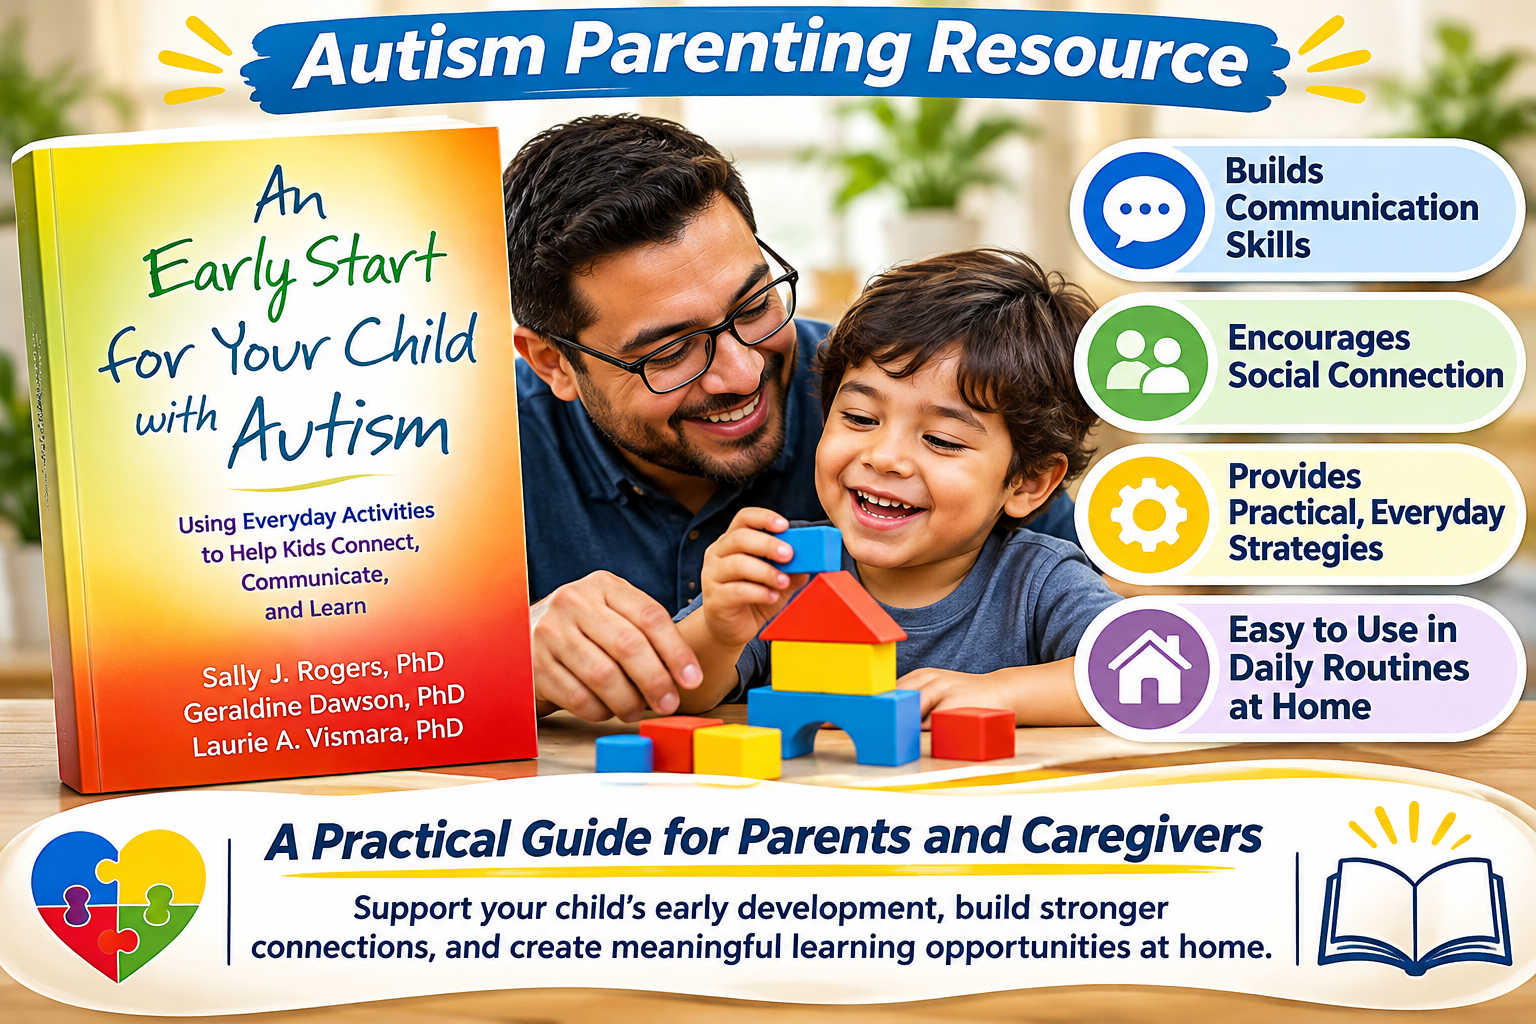 Autism Parenting Resource
An
Early Start
for Your Child
with Autism
Using Everyday Activities
to Help Kids Connect,
Communicate,
and Learn
Sally J. Rogers, PhD
Geraldine Dawson, PhD
Laurie A. Vismara, PhD
Builds
Communication
Skills
Encourages
Social Connection
Provides
Practical, Everyday
Strategies
Easy to Use in
Daily Routines
at Home
A Practical Guide for Parents and Caregivers
Support your child's early development, build stronger
connections, and create meaningful learning opportunities at home.